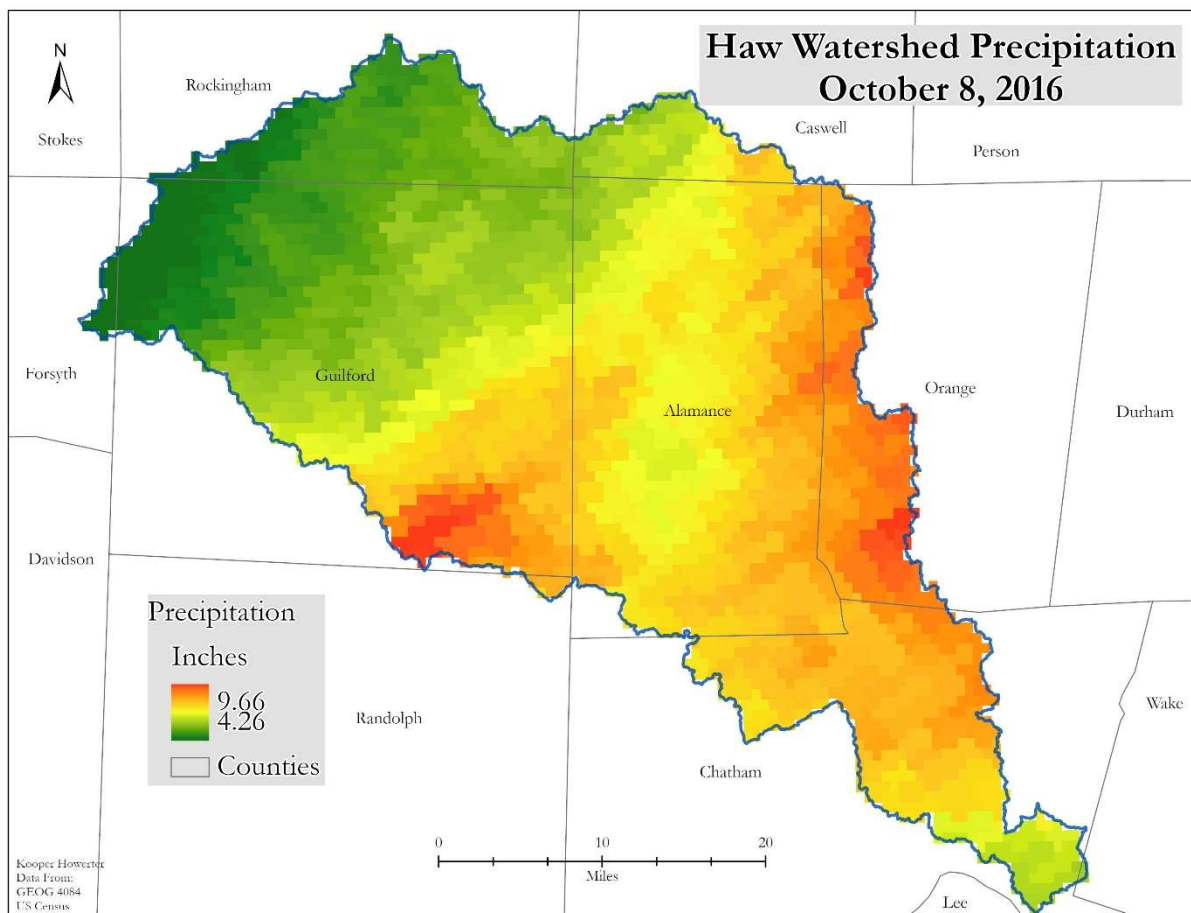 Haw Watershed Precipitation
October 8, 2016
N
Rockingham
Stokes
Caswell
Person
Forsyth
Guilford
Alamance
Orange
Durham
Davidson
Precipitation
Inches
9.66
4.26
Counties
Randolph
Chatham
Wake
Lee
0
10
20
Miles
Kooper Howerter
Data From:
GEOG 4084
US Census